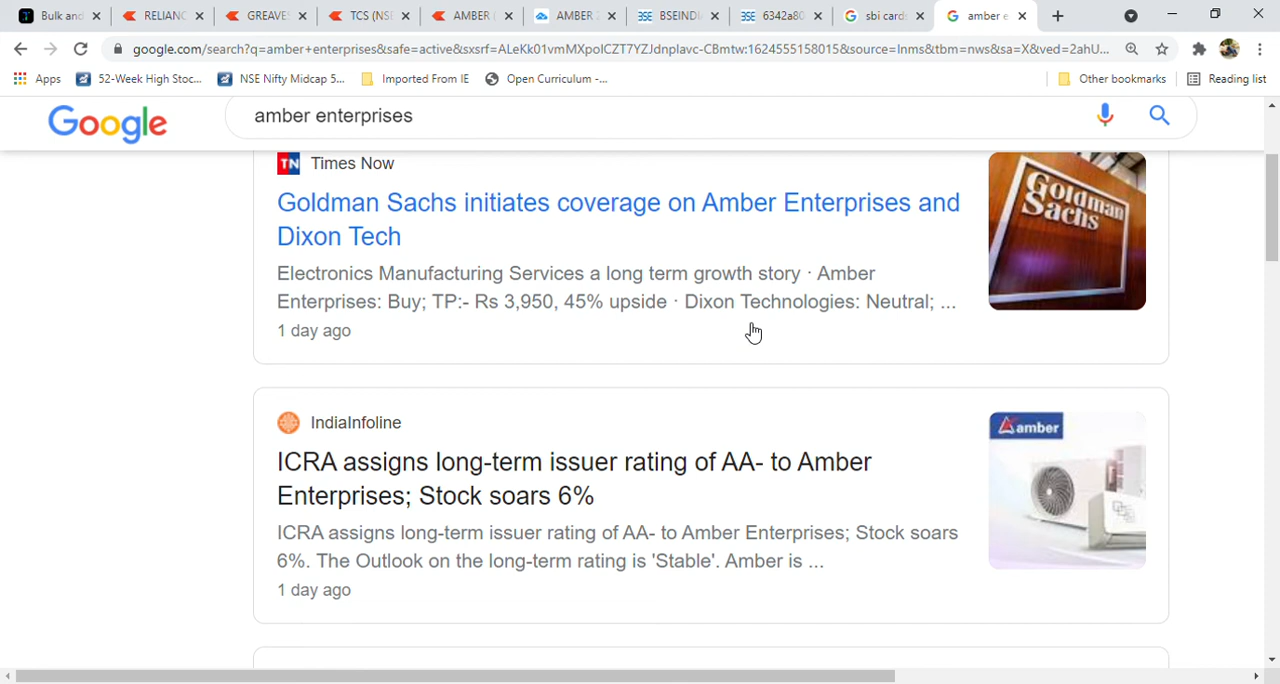 Bulk and
RELIANC
GREAVES
TCS (NSE
AMBER (
AMBER 2
BSEINDI
6342a80
sbi cards
amber e
google.com/search?q=amber+enterprises&safe=active&sxsrf=ALeKk01vmMXpolCZT7YZJdnplavc-CBmtw:1624555158015&source=lnms&tbm=nws&sa=X&ved=2ahU...
Apps
52-Week High Stoc...
NSE Nifty Midcap 5...
Imported From IE
Open Curriculum -...
Other bookmarks
Reading list
Google
amber enterprises
TN Times Now
Goldman Sachs initiates coverage on Amber Enterprises and
Dixon Tech
Electronics Manufacturing Services a long term growth story · Amber
Enterprises: Buy; TP:- Rs 3,950, 45% upside · Dixon Technologies: Neutral; ...
1 day ago
Goldman
Sachs
IndiaInfoline
ICRA assigns long-term issuer rating of AA- to Amber
Enterprises; Stock soars 6%
ICRA assigns long-term issuer rating of AA- to Amber Enterprises; Stock soars
6%. The Outlook on the long-term rating is 'Stable'. Amber is ...
1 day ago
amber